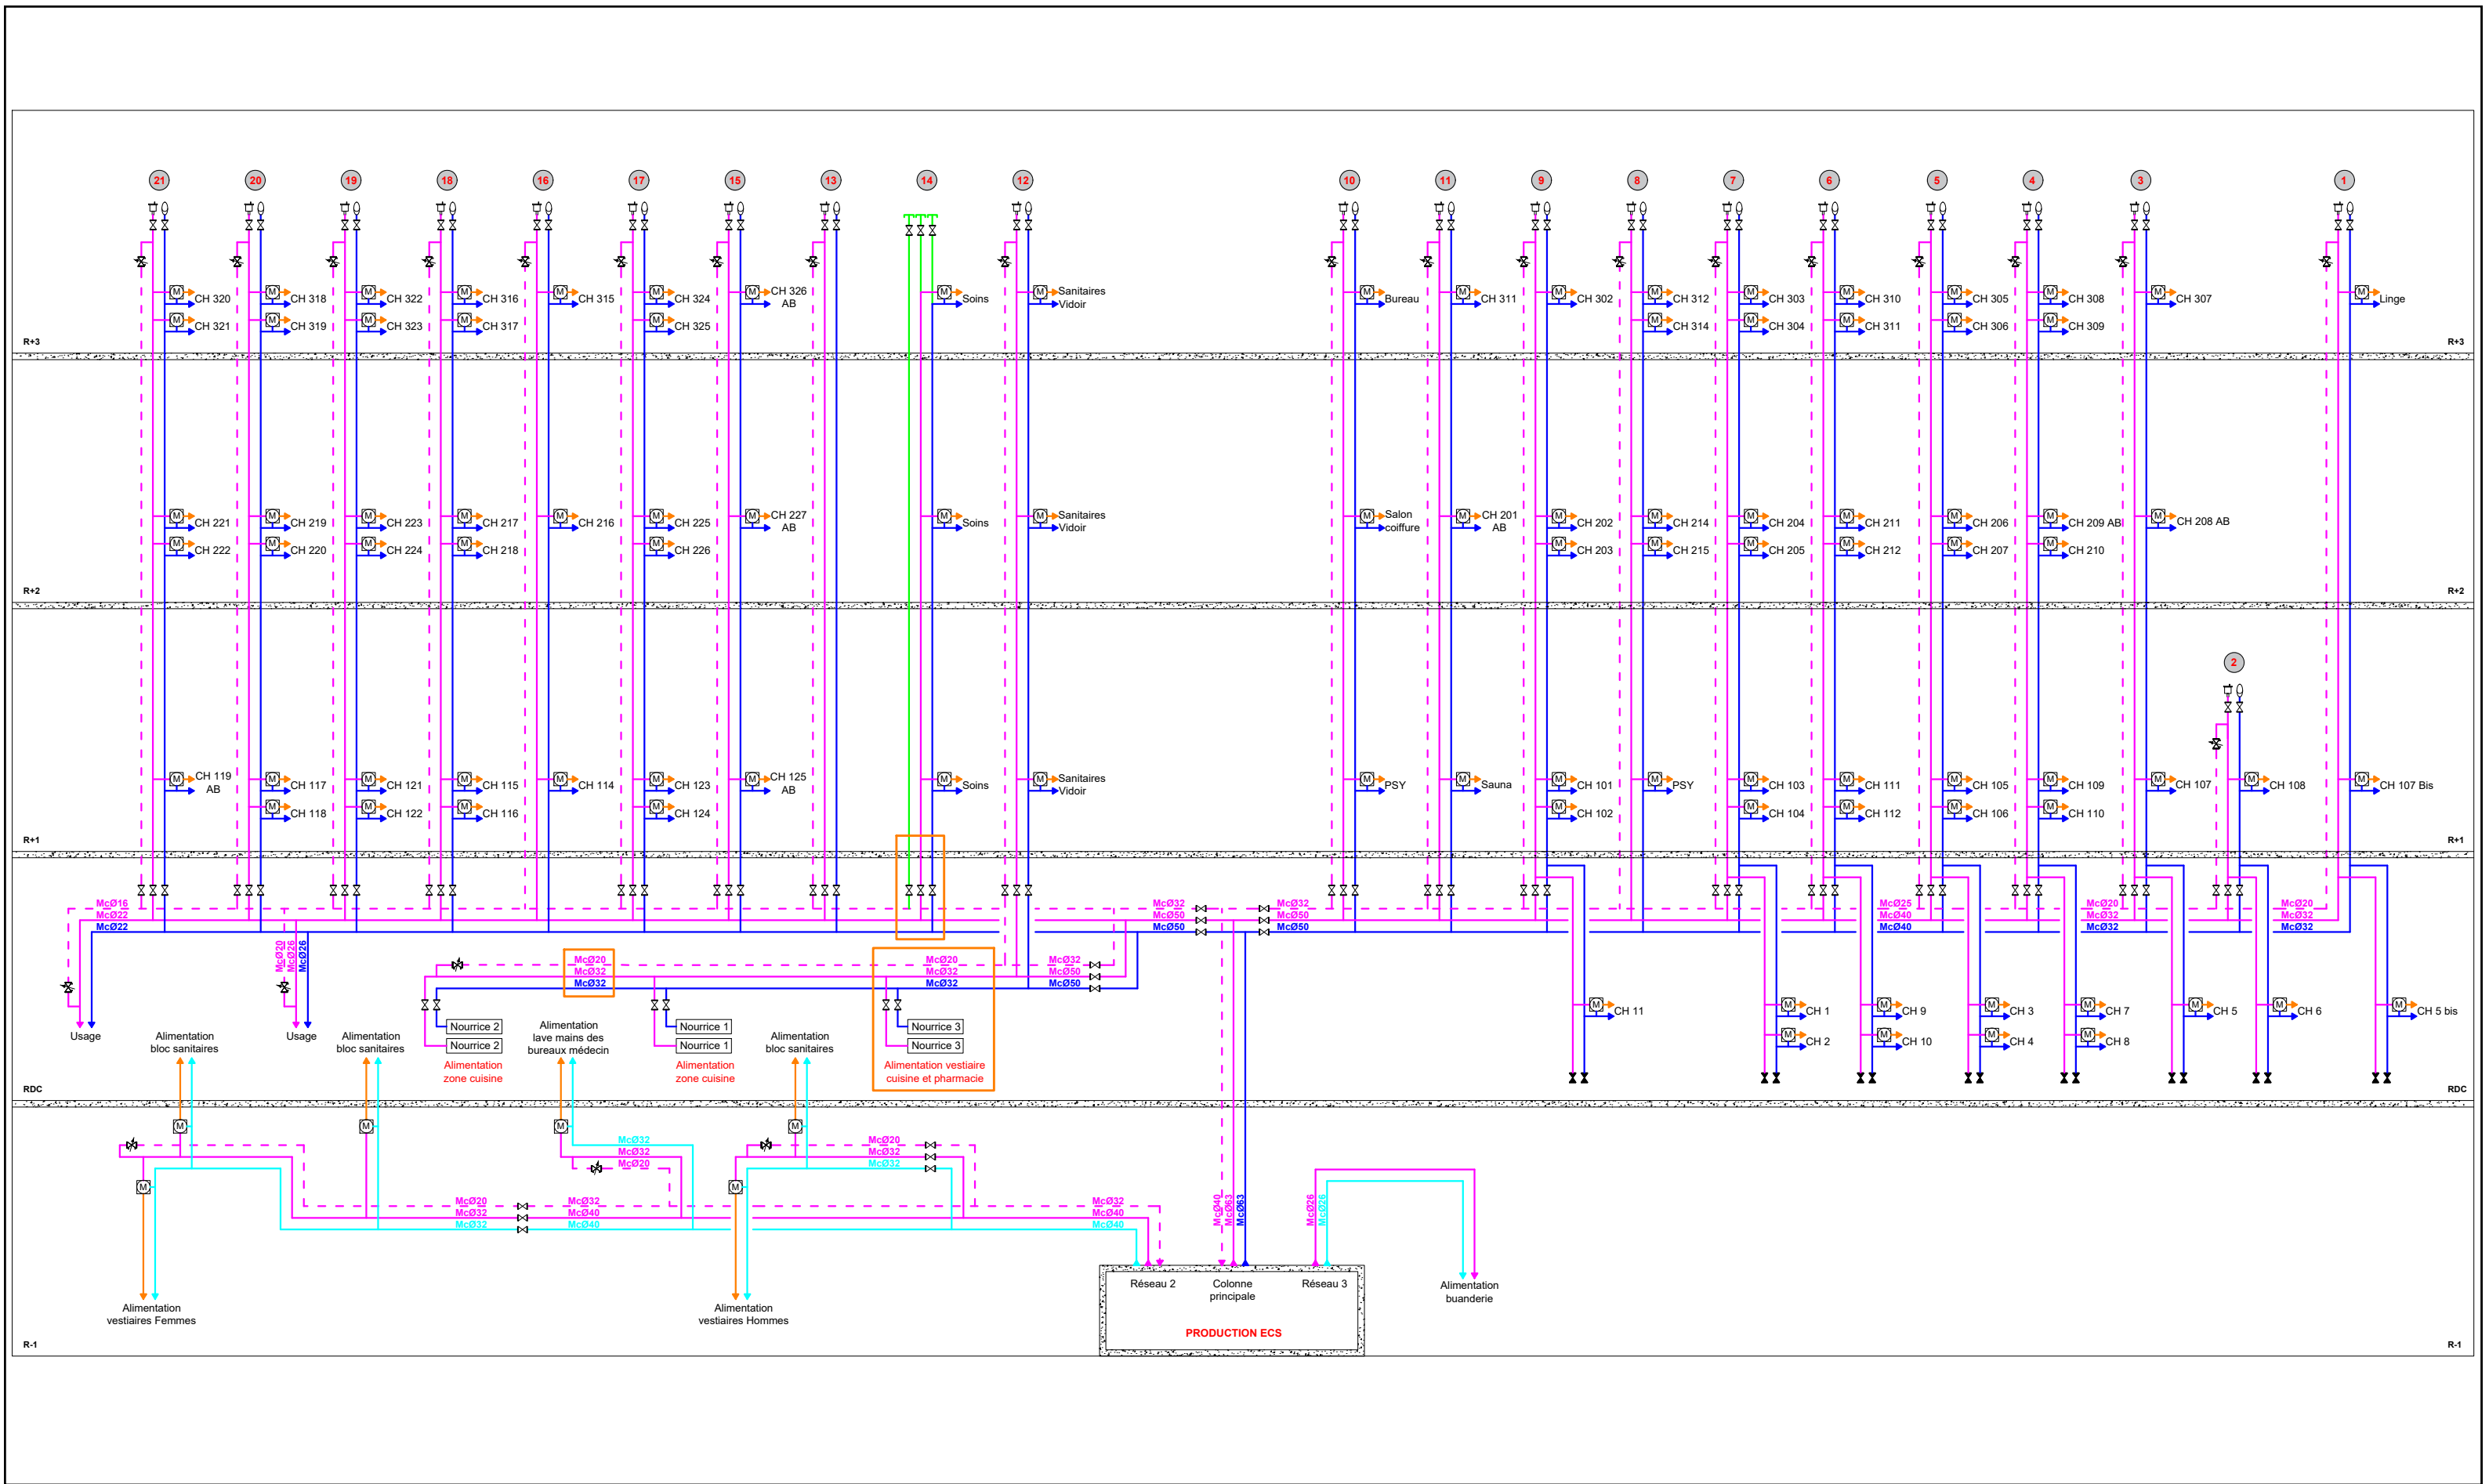 21 20 19 18 16 17 15 13 14 12 10 11 9 8 7 6 5 4 3 1
M CH 320 M CH 318 M CH 322 M CH 316 M CH 315 M CH 324 M CH 326 M Soins M Sanitaires M Bureau M CH 311 M CH 302 M CH 312 M CH 303 M CH 310 M CH 305 M CH 308 M CH 307 M Linge
AB Vidoir
M CH 321 M CH 319 M CH 323 M CH 317 M CH 325 M CH 314 M CH 304 M CH 311 M CH 306 M CH 309
R+3 R+3
M CH 221 M CH 219 M CH 223 M CH 217 M CH 216 M CH 225 M CH 227 M Soins M Sanitaires M Salon M CH 201 M CH 202 M CH 214 M CH 204 M CH 211 M CH 206 M CH 209 AB M CH 208 AB
AB Vidoir coiffure AB
M CH 222 M CH 220 M CH 224 M CH 218 M CH 226 M CH 203 M CH 215 M CH 205 M CH 212 M CH 207 M CH 210
R+2 R+2
2
M CH 119 M CH 117 M CH 121 M CH 115 M CH 114 M CH 123 M CH 125 M Soins M Sanitaires M PSY M Sauna M CH 101 M PSY M CH 103 M CH 111 M CH 105 M CH 109 M CH 107 M CH 108 M CH 107 Bis
AB AB Vidoir
M CH 118 M CH 122 M CH 116 M CH 124 M CH 102 M CH 104 M CH 112 M CH 106 M CH 110
R+1 R+1
McØ16 McØ32 McØ32 McØ25 McØ20 McØ20
McØ22 McØ50 McØ50 McØ40 McØ32 McØ32
McØ22 McØ50 McØ50 McØ40 McØ32 McØ32
McØ20
McØ26
McØ26
McØ20 McØ20 McØ32
McØ32 McØ32 McØ50
McØ32 McØ32 McØ50
M CH 11 M CH 1 M CH 9 M CH 3 M CH 7 M CH 5 M CH 6 M CH 5 bis
M CH 2 M CH 10 M CH 4 M CH 8
Usage
Alimentation
bloc sanitaires
Usage
Alimentation
bloc sanitaires
Nourrice 2
Nourrice 2
Alimentation
zone cuisine
Alimentation
lave mains des
bureaux médecin
Nourrice 1
Nourrice 1
Alimentation
zone cuisine
Alimentation
bloc sanitaires
Nourrice 3
Nourrice 3
Alimentation vestiaire
cuisine et pharmacie
RDC RDC
M M M M
McØ32 McØ20
McØ32
McØ20 McØ32
M M
McØ20 McØ32 McØ32
McØ32 McØ40 McØ40
McØ32 McØ40 McØ40
McØ40
McØ63
McØ63
McØ26
McØ26
Réseau 2
Colonne
principale
Réseau 3
PRODUCTION ECS
Alimentation
buanderie
Alimentation
vestiaires Femmes
Alimentation
vestiaires Hommes
R-1 R-1